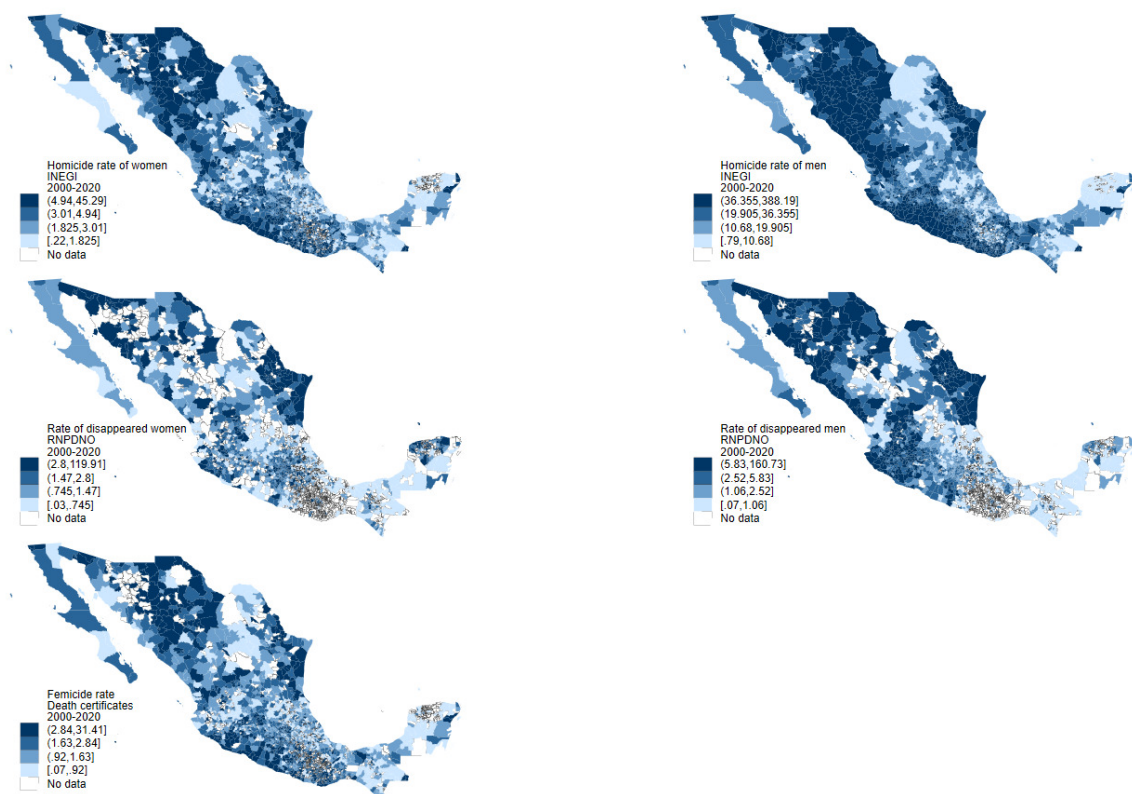 Homicide rate of women
INEGI
2000-2020
(4.94,45.29]
(3.01,4.94]
(1.825,3.01]
[.22,1.825]
No data
Homicide rate of men
INEGI
2000-2020
(36.355,388.19]
(19.905,36.355]
(10.68,19.905]
[.79,10.68]
No data
Rate of disappeared women
RNPDNO
2000-2020
(2.8,119.91]
(1.47,2.8]
(.745,1.47]
[.03,.745]
No data
Rate of disappeared men
RNPDNO
2000-2020
(5.83,160.73]
(2.52,5.83]
(1.06,2.52]
[.07,1.06]
No data
Femicide rate
Death certificates
2000-2020
(2.84,31.41]
(1.63,2.84]
(.92,1.63]
[.07,.92]
No data